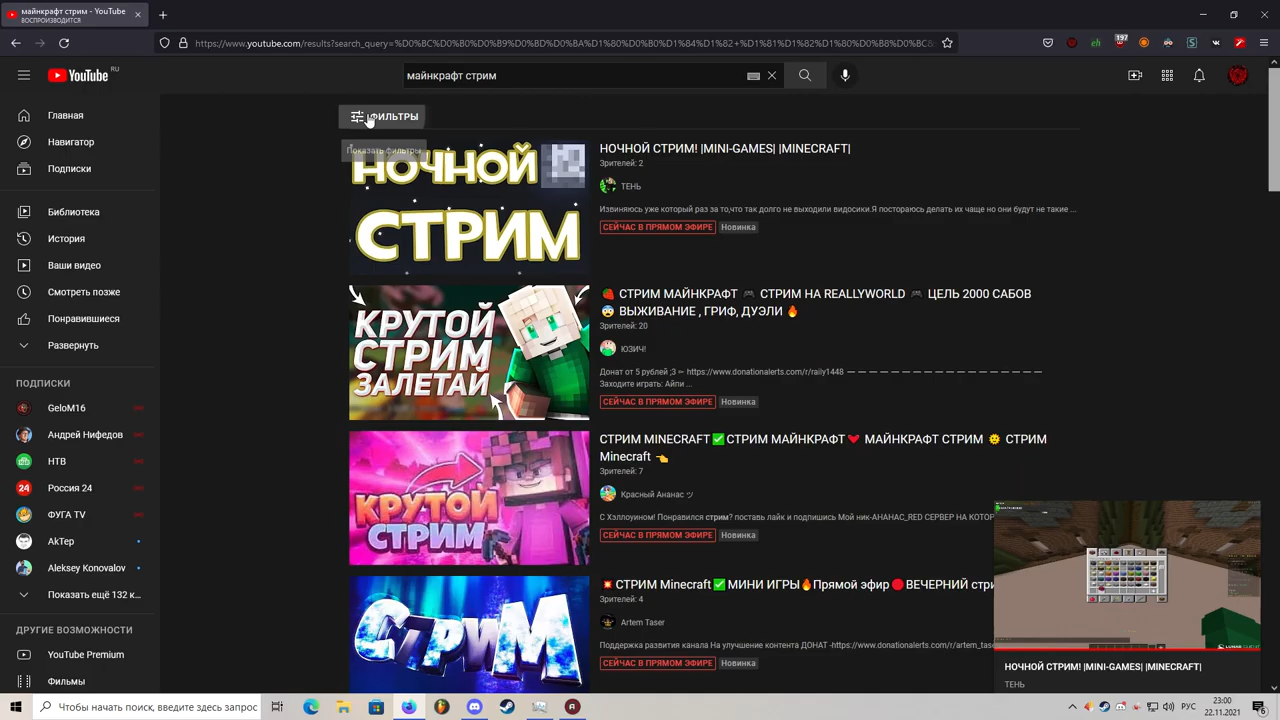 майнкрафт стрим - YouTube
ВОСПРОИЗВОДИТСЯ
https://www.youtube.com/results?search_query=%D0%BC%D0%B0%D0%B9%D0%BD%D0%BA%D1%80%D0%B0%D1%84%D1%82+%D1%81%D1%82%D1%80%D0%B8%D0%BC&
197
YouTube
RU
майнкрафт стрим
ФИЛЬТРЫ
Показать фильтры
Главная
Навигатор
Подписки
Библиотека
История
Ваши видео
Смотреть позже
Понравившиеся
Развернуть
ПОДПИСКИ
GeloM16
Андрей Нифедов
НТВ
Россия 24
ФУГА TV
АкТер
Aleksey Konovalov
Показать ещё 132 к...
ДРУГИЕ ВОЗМОЖНОСТИ
YouTube Premium
Фильмы
НОЧНОЙ
СТРИМ
НОЧНОЙ СТРИМ! |MINI-GAMES| |MINECRAFT|
Зрителей: 2
ТЕНЬ
Извиняюсь уже который раз за,то,что так долго не выходили видосики.Я постораюсь делать их чаще но они будут не такие ...
СЕЙЧАС В ПРЯМОМ ЭФИРЕ Новинка
КРУТОЙ
СТРИМ
ЗАЛЕТАЙ
🍓 СТРИМ МАЙНКРАФТ 🎮 СТРИМ НА REALLYWORLD 🎮 ЦЕЛЬ 2000 САБОВ
😨 ВЫЖИВАНИЕ , ГРИФ, ДУЭЛИ 🔥
Зрителей: 20
ЮЗИЧ!
Донат от 5 рублей ;3 ➳ https://www.donationalerts.com/r/raily1448 — — — — — — — — — — — — — — — — —
Заходите играть: Айпи ...
СЕЙЧАС В ПРЯМОМ ЭФИРЕ Новинка
КРУТОЙ
СТРИМ
СТРИМ MINECRAFT✅СТРИМ МАЙНКРАФТ❤️ МАЙНКРАФТ СТРИМ 🌞 СТРИМ
Minecraft 👈
Зрителей: 7
Красный Ананас ツ
С Хэллоуином! Понравился стрим? поставь лайк и подпишись Мой ник-АНАНАС_RED СЕРВЕР НА КОТОР
СЕЙЧАС В ПРЯМОМ ЭФИРЕ Новинка
СТРИМ
💥СТРИМ Minecraft✅МИНИ ИГРЫ🔥Прямой эфир🔴ВЕЧЕРНИЙ стри
Зрителей: 4
Artem Taser
Поддержка развития канала На улучшение контента ДОНАТ -https://www.donationalerts.com/r/artem_tase
СЕЙЧАС В ПРЯМОМ ЭФИРЕ Новинка
НОЧНОЙ СТРИМ! |MINI-GAMES| |MINECRAFT|
ТЕНЬ
Чтобы начать поиск, введите здесь запрос
РУС
23:00
22.11.2021
6